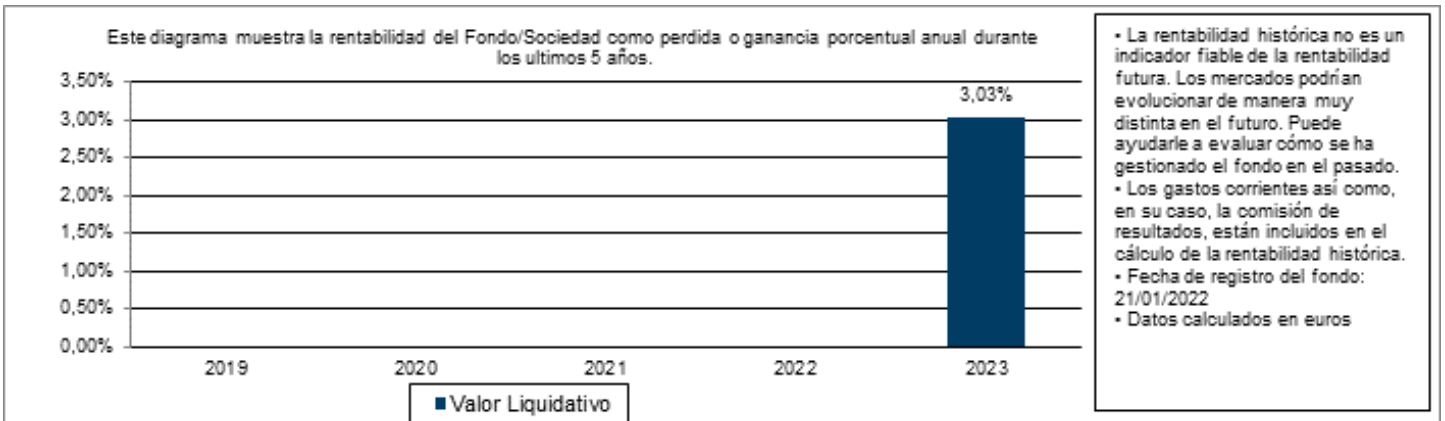 Este diagrama muestra la rentabilidad del Fondo/Sociedad como perdida o ganancia porcentual anual durante
los ultimos 5 años.
3,50%
3,00%
2,50%
2,00%
1,50%
1,00%
0,50%
0,00%
3,03%
2019 2020 2021 2022 2023
Valor Liquidativo
▪ La rentabilidad histórica no es un
indicador fiable de la rentabilidad
futura. Los mercados podrían
evolucionar de manera muy
distinta en el futuro. Puede
ayudarle a evaluar cómo se ha
gestionado el fondo en el pasado.
▪ Los gastos corrientes así como,
en su caso, la comisión de
resultados, están incluidos en el
cálculo de la rentabilidad histórica.
▪ Fecha de registro del fondo:
21/01/2022
▪ Datos calculados en euros